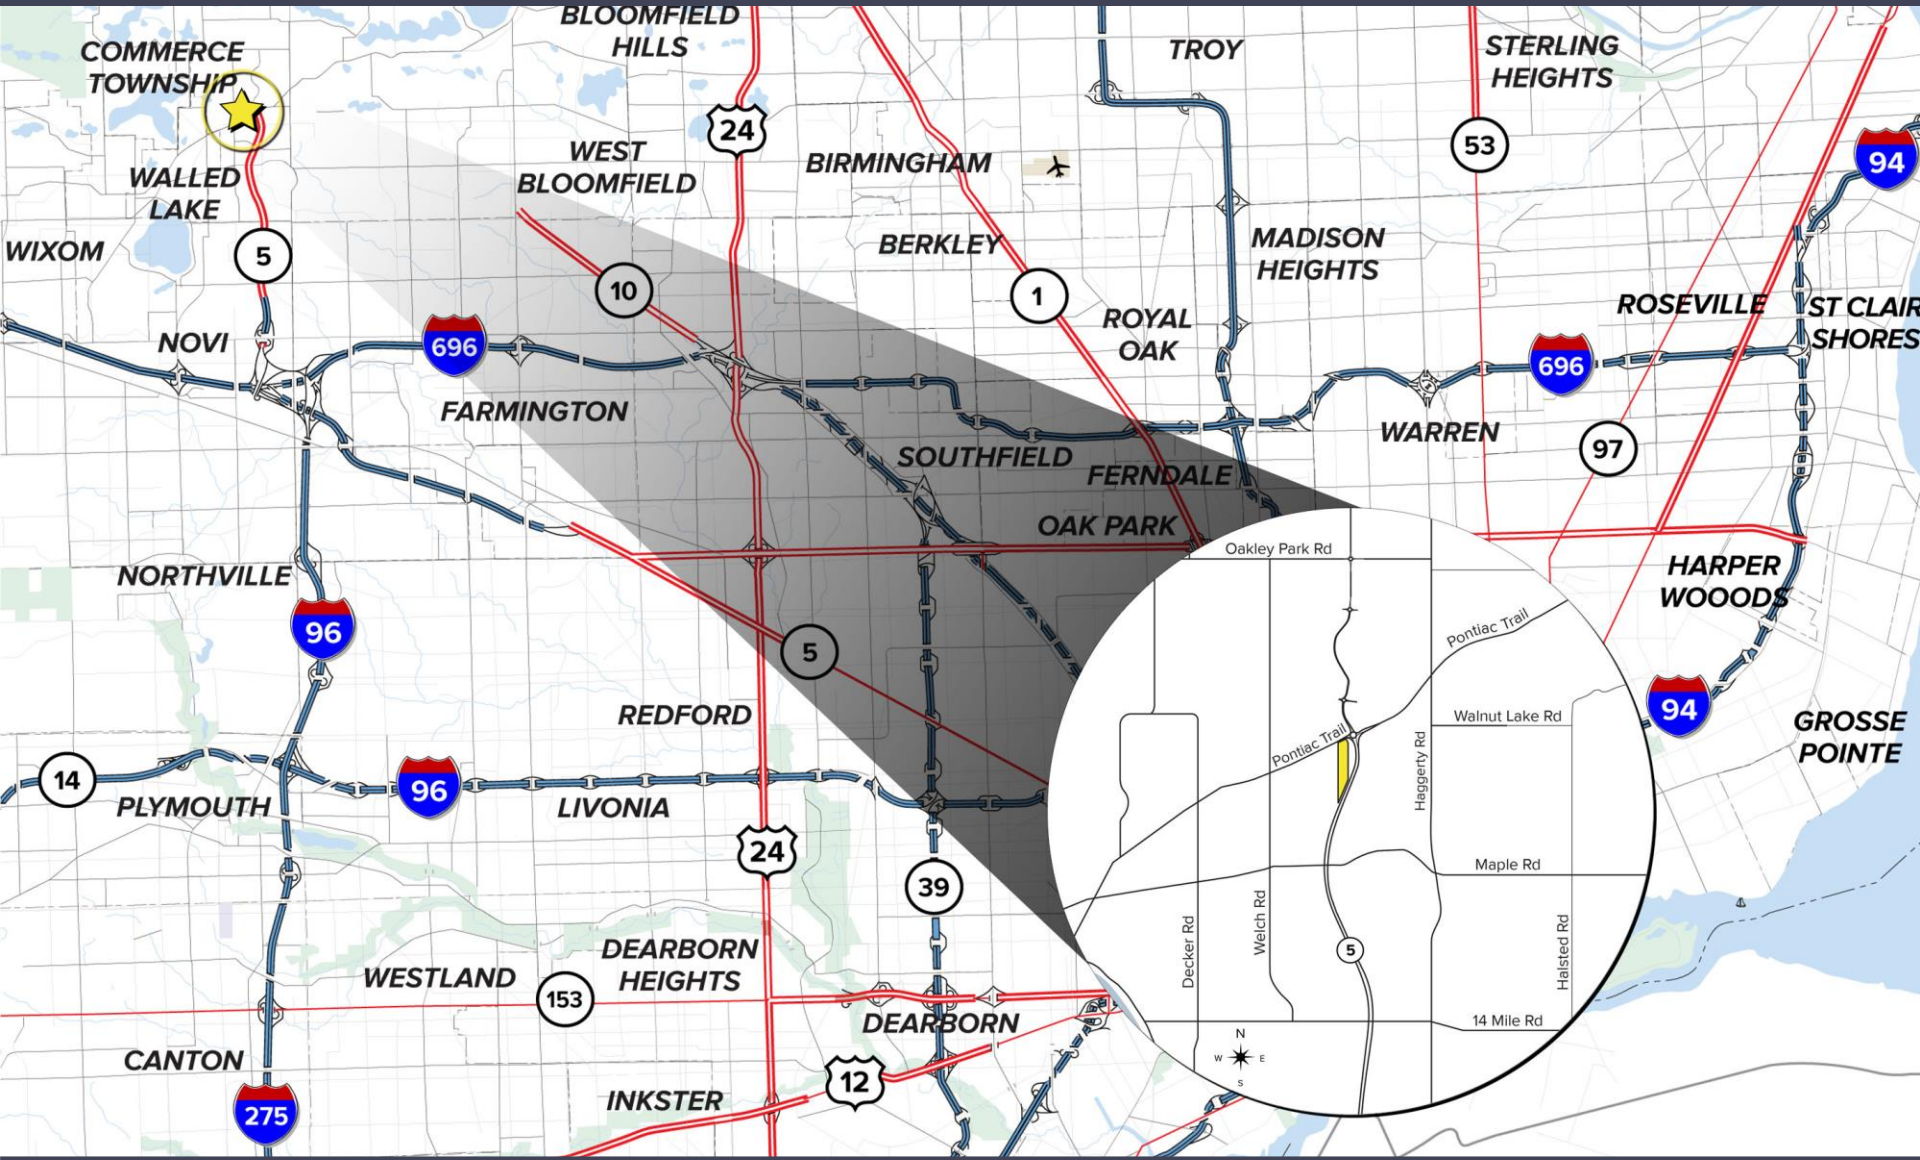 BLOOMFIELD
HILLS
COMMERCE
TOWNSHIP
TROY
STERLING
HEIGHTS
24
53
94
WEST
BLOOMFIELD
BIRMINGHAM
WALLED
LAKE
WIXOM
5
BERKLEY
MADISON
HEIGHTS
10
1
ROSEVILLE
ST CLAIR
SHORES
ROYAL
OAK
NOVI
696
696
FARMINGTON
WARREN
97
SOUTHFIELD
FERNDALE
OAK PARK
NORTHVILLE
96
HARPER
WOOODS
5
REDFORD
94
GROSSE
POINTE
14
PLYMOUTH
96
LIVONIA
24
39
WESTLAND
153
DEARBORN
HEIGHTS
DEARBORN
CANTON
12
INKSTER
275
Oakley Park Rd
Pontiac Trail
Walnut Lake Rd
Pontiac Trail
Haggerty Rd
Maple Rd
Decker Rd
Welch Rd
5
Halsted Rd
14 Mile Rd
N
W E
S